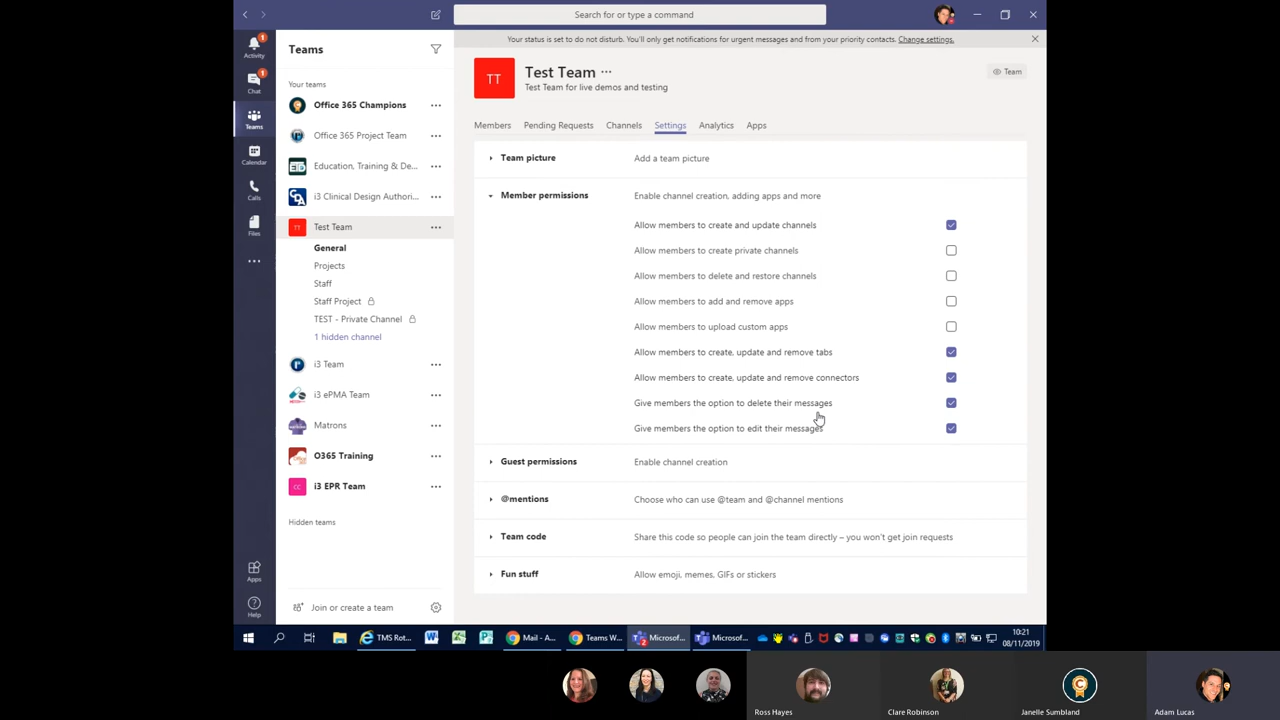 Search for or type a command
Your status is set to do not disturb. You'll only get notifications for urgent messages and from your priority contacts. Change settings.
1
Activity
1
Chat
Teams
Calendar
Calls
Files
Apps
Help
Teams
Your teams
Office 365 Champions
Office 365 Project Team
Education, Training & De...
i3 Clinical Design Authori...
TT Test Team
General
Projects
Staff
Staff Project
TEST - Private Channel
1 hidden channel
i3 Team
i3 ePMA Team
Matrons
O365 Training
CC i3 EPR Team
Hidden teams
Join or create a team
TT
Test Team ...
Test Team for live demos and testing
Team
Members Pending Requests Channels Settings Analytics Apps
Team picture Add a team picture
Member permissions Enable channel creation, adding apps and more
Allow members to create and update channels
Allow members to create private channels
Allow members to delete and restore channels
Allow members to add and remove apps
Allow members to upload custom apps
Allow members to create, update and remove tabs
Allow members to create, update and remove connectors
Give members the option to delete their messages
Give members the option to edit their messages
Guest permissions Enable channel creation
@mentions Choose who can use @team and @channel mentions
Team code Share this code so people can join the team directly – you won't get join requests
Fun stuff Allow emoji, memes, GIFs or stickers
TMS Rot... Mail - A... Teams W... Microsof... Microsof...
10:21
08/11/2019
Ross Hayes Clare Robinson Janelle Sumbland Adam Lucas